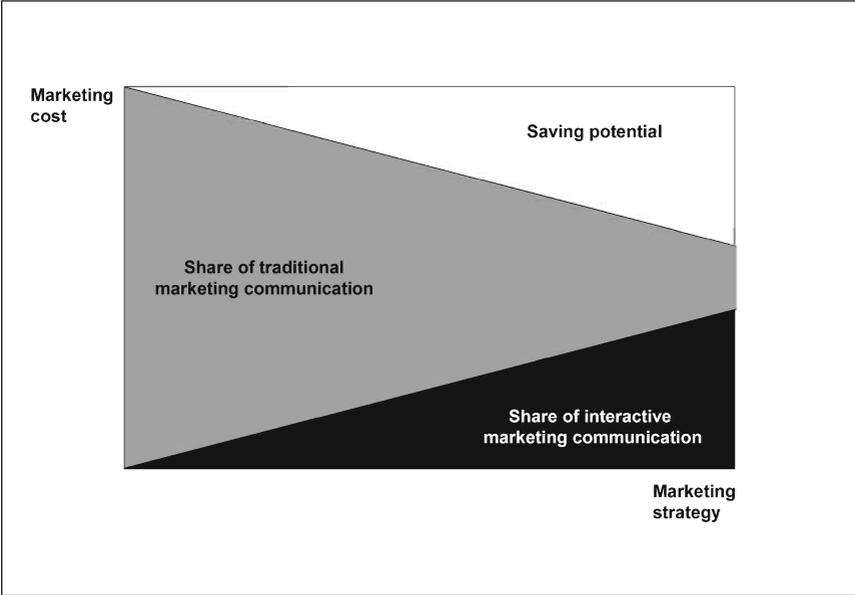 Marketing
cost
Saving potential
Share of traditional
marketing communication
Share of interactive
marketing communication
Marketing
strategy